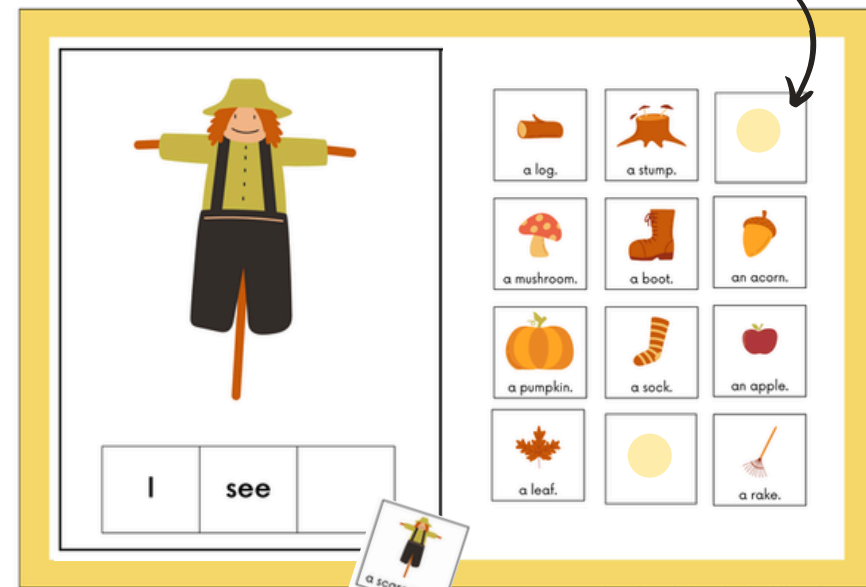 I see
a log.
a stump.
a mushroom.
a boot.
an acorn.
a pumpkin.
a sock.
an apple.
a leaf.
a rake.
a